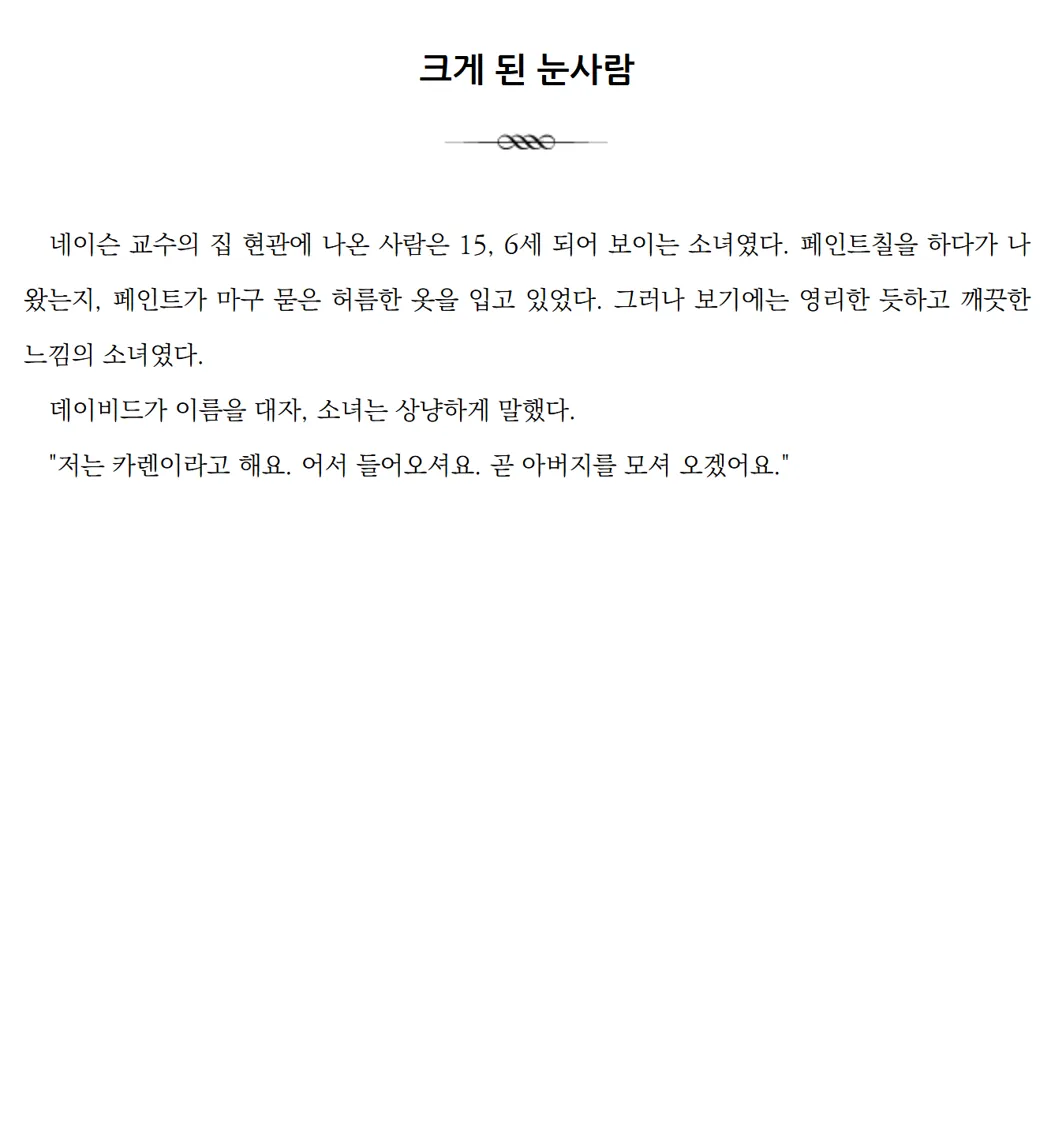 크게 된 눈사람
네이슨 교수의 집 현관에 나온 사람은 15, 6세 되어 보이는 소녀였다. 페인트칠을 하다가 나
왔는지, 페인트가 마구 묻은 허름한 옷을 입고 있었다. 그러나 보기에는 영리한 듯하고 깨끗한
느낌의 소녀였다.
데이비드가 이름을 대자, 소녀는 상냥하게 말했다.
"저는 카렌이라고 해요. 어서 들어오셔요. 곧 아버지를 모셔 오겠어요."